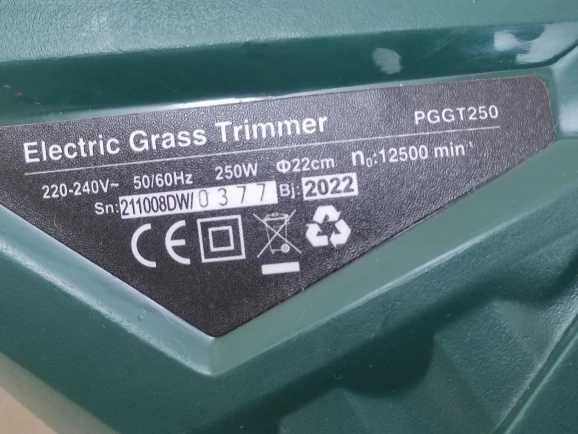 Electric Grass Trimmer PGGT250
220-240V~ 50/60Hz 250W Φ22cm n₀:12500 min⁻¹
Sn:211008DW/0377 Bj:2022
CE